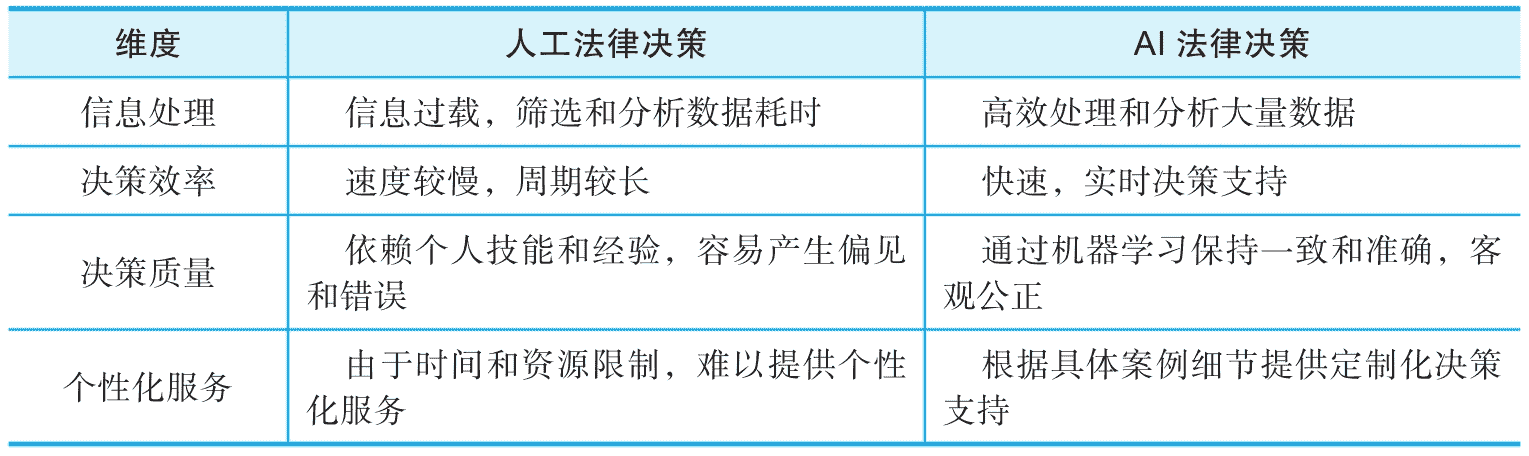 维度 人工法律决策 AI 法律决策
信息处理 信息过载，筛选和分析数据耗时 高效处理和分析大量数据
决策效率 速度较慢，周期较长 快速，实时决策支持
决策质量
依赖个人技能和经验，容易产生偏见
和错误
通过机器学习保持一致和准确，客
观公正
个性化服务
由于时间和资源限制，难以提供个性
化服务
根据具体案例细节提供定制化决策
支持